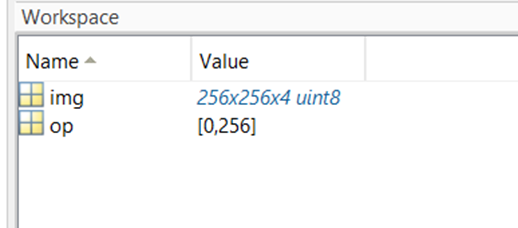 Workspace
Name Value
img 256x256x4 uint8
op [0,256]